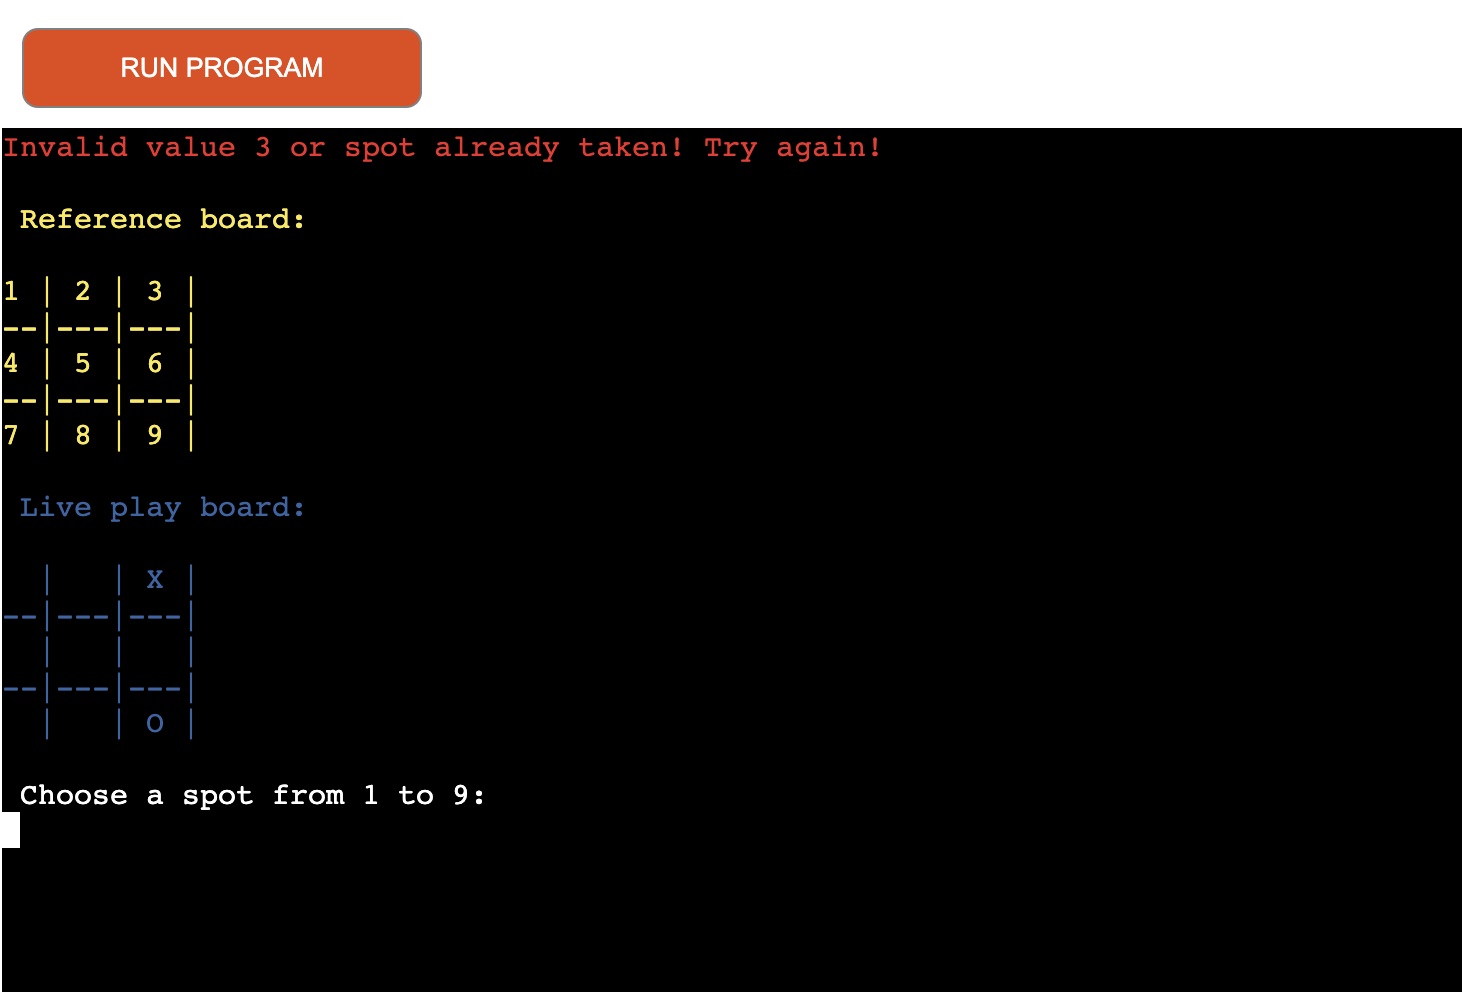 RUN PROGRAM
Invalid value 3 or spot already taken! Try again!
Reference board:
1 | 2 | 3 |
--|---|---|
4 | 5 | 6 |
--|---|---|
7 | 8 | 9 |
Live play board:
  |   | X |
--|---|---|
  |   |   |
--|---|---|
  |   | O |
Choose a spot from 1 to 9: